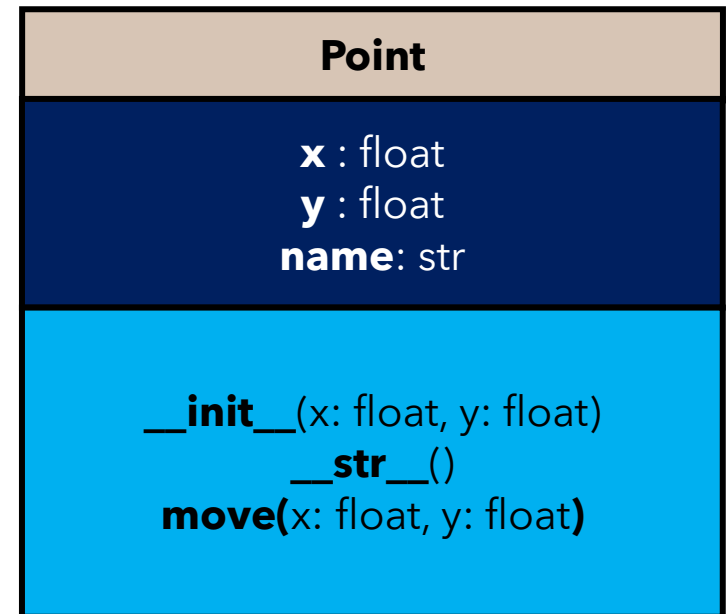 Point
x : float
y : float
name: str
__init__(x: float, y: float)
__str__()
move(x: float, y: float)